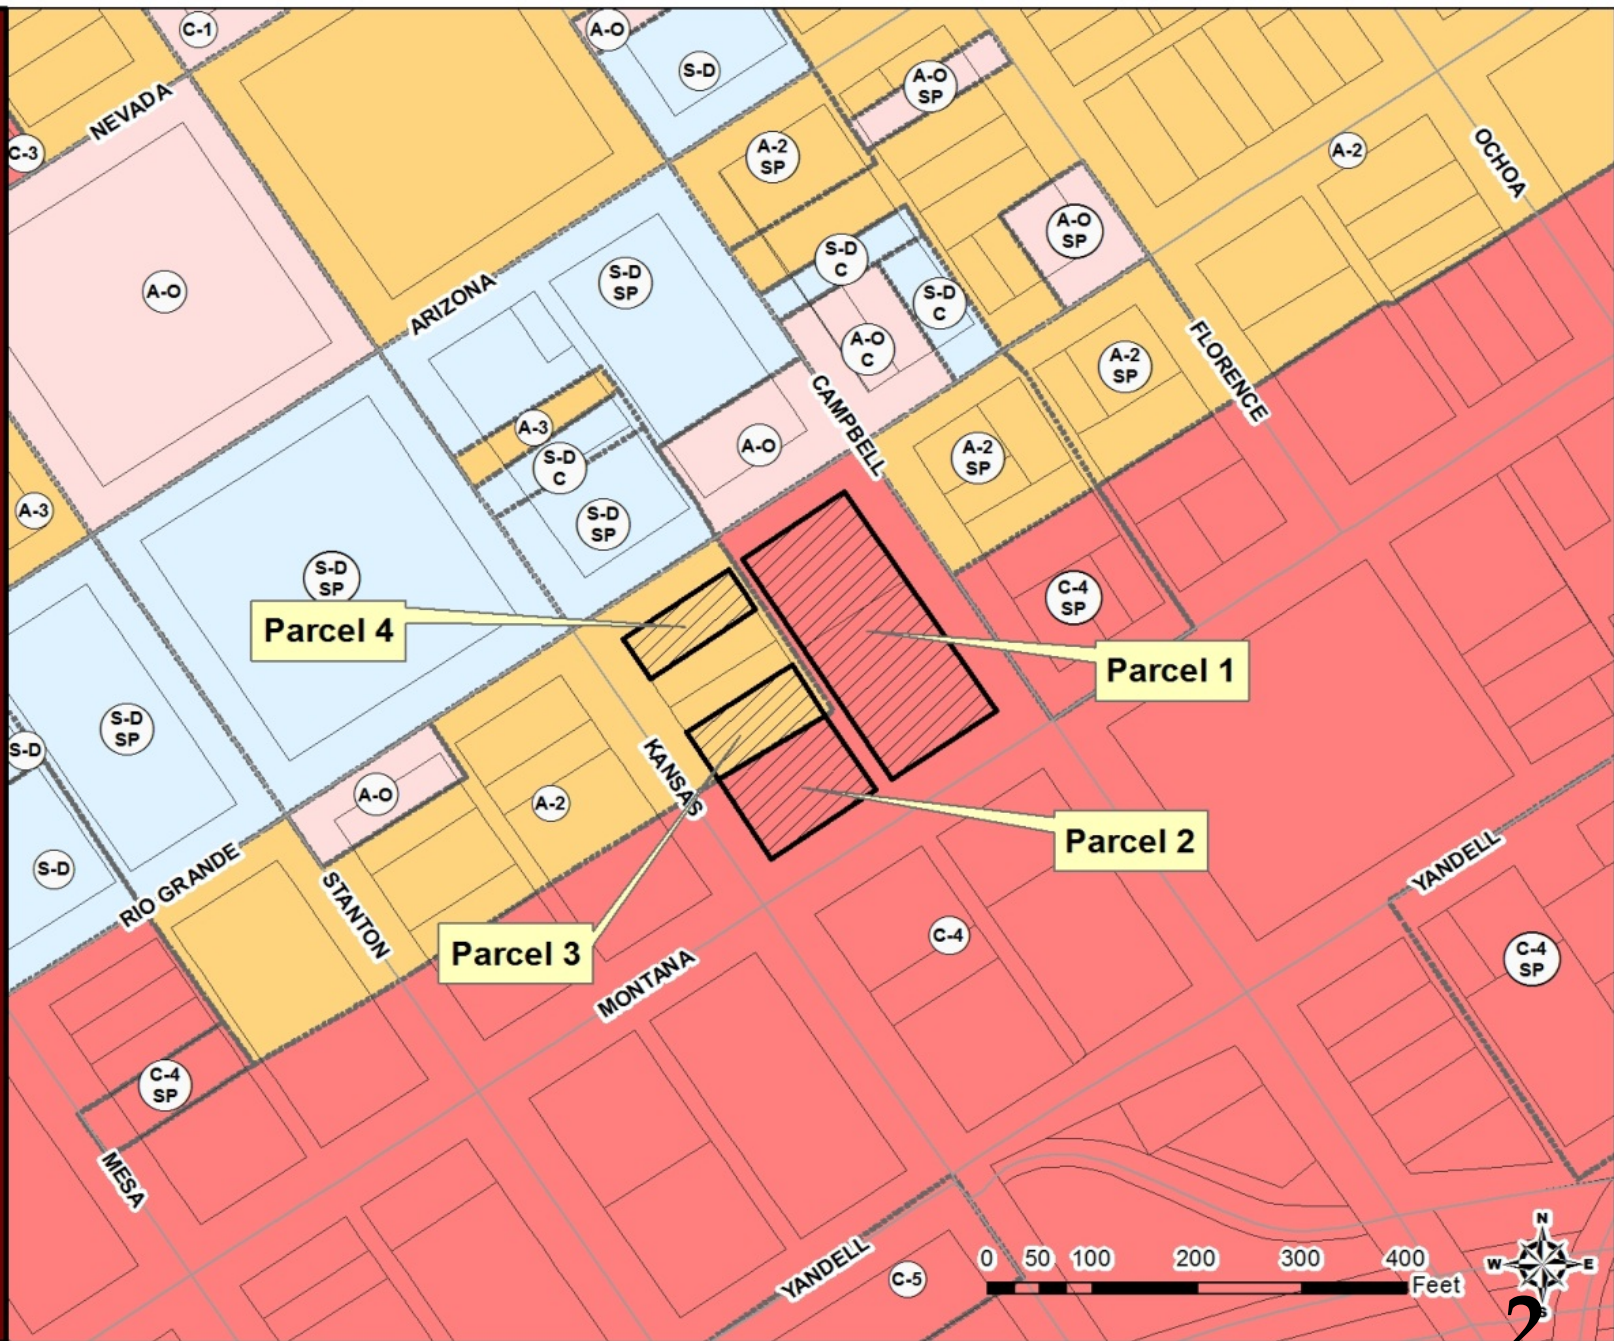 C-1
A-O
S-D
A-O
SP
NEVADA
C-3
A-2
SP
A-2
OCHOA
A-O
SP
S-D
C
A-O
S-D
SP
S-D
C
ARIZONA
A-O
C
FLORENCE
A-2
SP
CAMPBELL
A-3
A-O
A-2
SP
S-D
C
A-3
S-D
SP
S-D
SP
C-4
SP
Parcel 4
Parcel 1
S-D
SP
S-D
KANSAS
A-O
A-2
Parcel 2
S-D
RIO GRANDE
YANDELL
STANTON
Parcel 3
C-4
C-4
SP
MONTANA
C-4
SP
MESA
YANDELL
C-5
0 50 100 200 300 400
Feet
N
W E
S
2